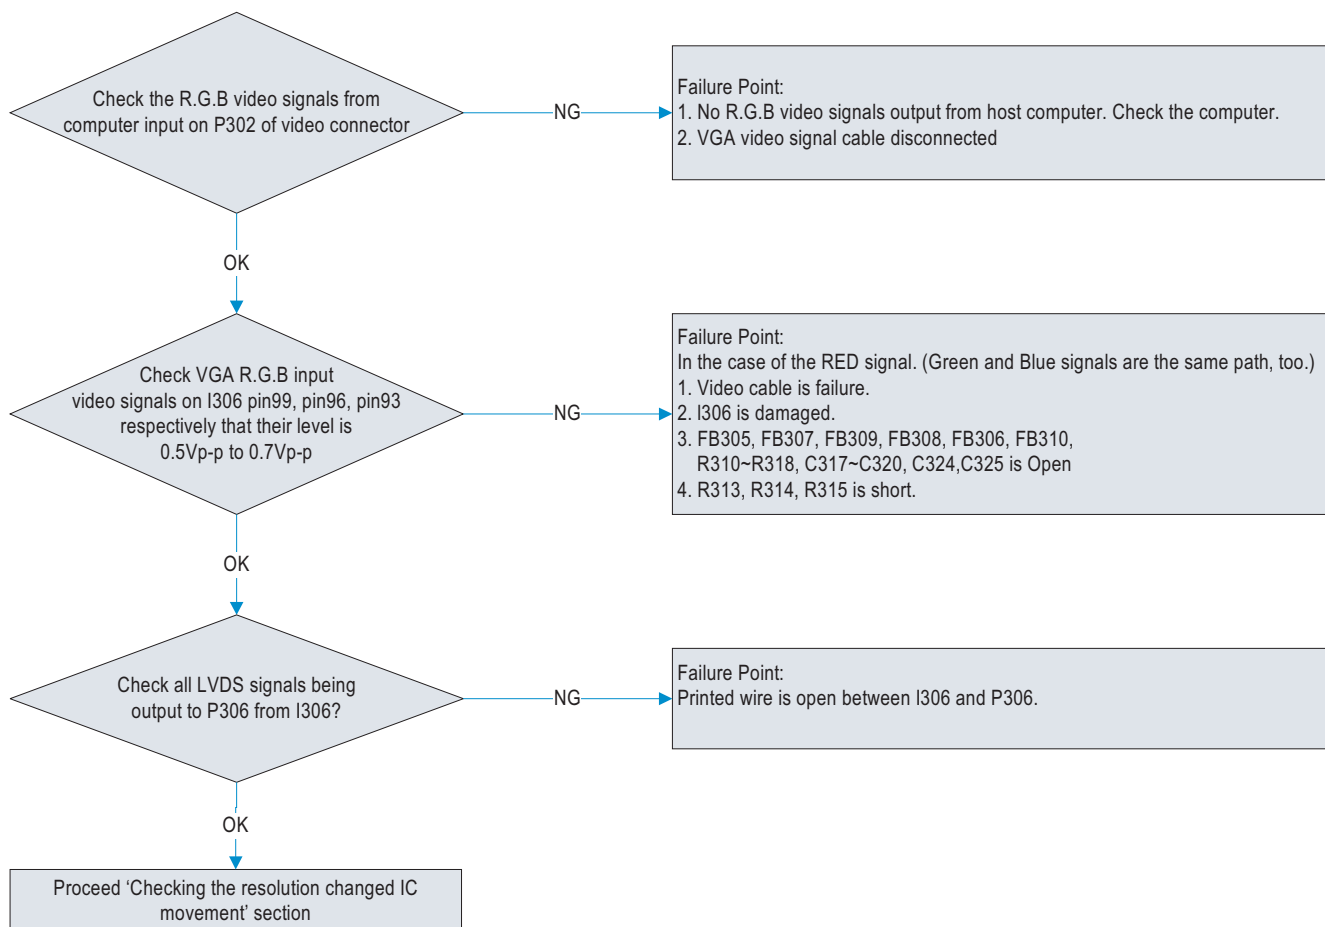 Check the R.G.B video signals from
computer input on P302 of video connector
NG
Failure Point:
1. No R.G.B video signals output from host computer. Check the computer.
2. VGA video signal cable disconnected
OK
Check VGA R.G.B input
video signals on I306 pin99, pin96, pin93
respectively that their level is
0.5Vp-p to 0.7Vp-p
NG
Failure Point:
In the case of the RED signal. (Green and Blue signals are the same path, too.)
1. Video cable is failure.
2. I306 is damaged.
3. FB305, FB307, FB309, FB308, FB306, FB310,
R310~R318, C317~C320, C324,C325 is Open
4. R313, R314, R315 is short.
OK
Check all LVDS signals being
output to P306 from I306?
NG
Failure Point:
Printed wire is open between I306 and P306.
OK
Proceed ‘Checking the resolution changed IC
movement’ section